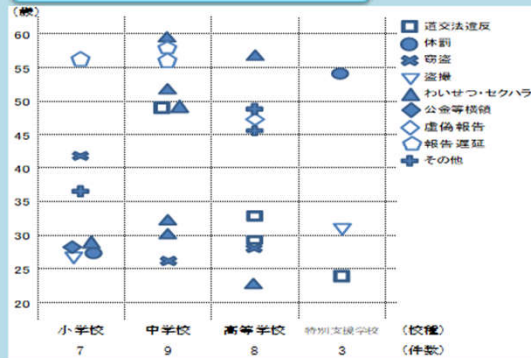 (歳)
60
55
50
45
40
35
30
25
20
道交法違反
体罰
窃盗
盗撮
わいせつ・セクハラ
公金等横領
虚偽報告
報告遅延
その他
小学校 中学校 高等学校 特別支援学校 (校種)
7 9 8 3 (件数)